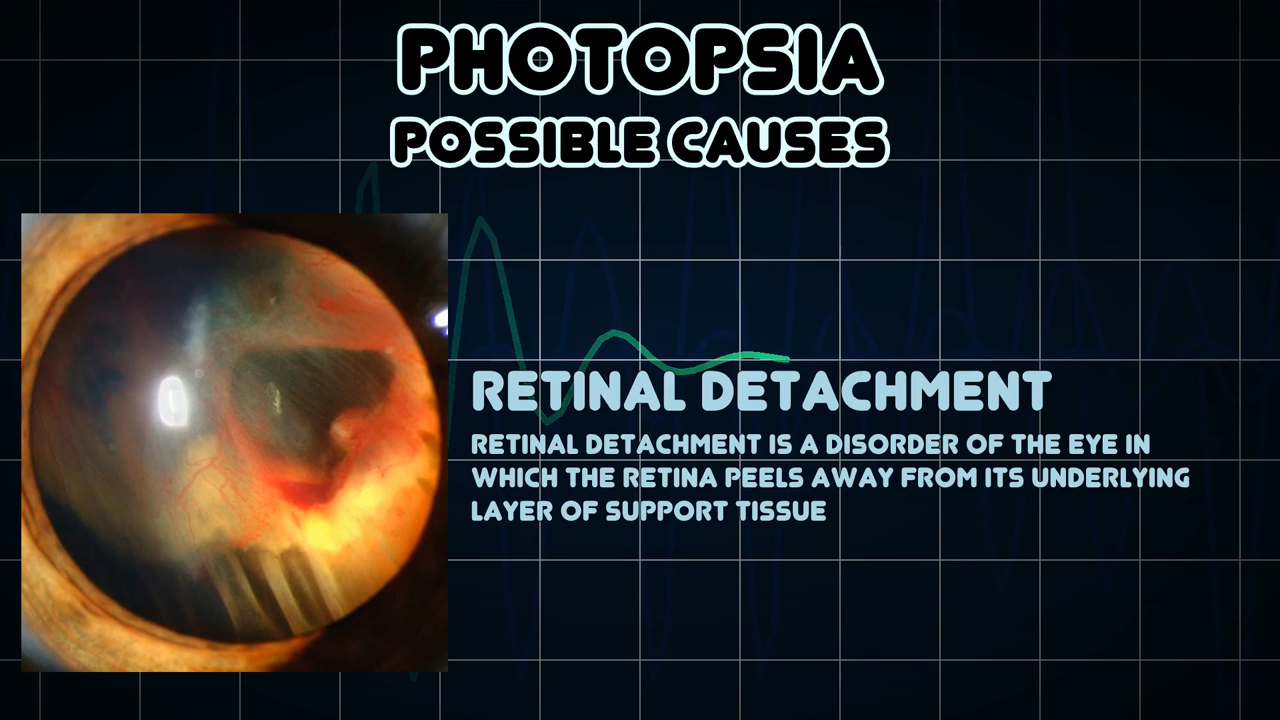 PHOTOPSIA
POSSIBLE CAUSES
RETINAL DETACHMENT
RETINAL DETACHMENT IS A DISORDER OF THE EYE IN
WHICH THE RETINA PEELS AWAY FROM ITS UNDERLYING
LAYER OF SUPPORT TISSUE